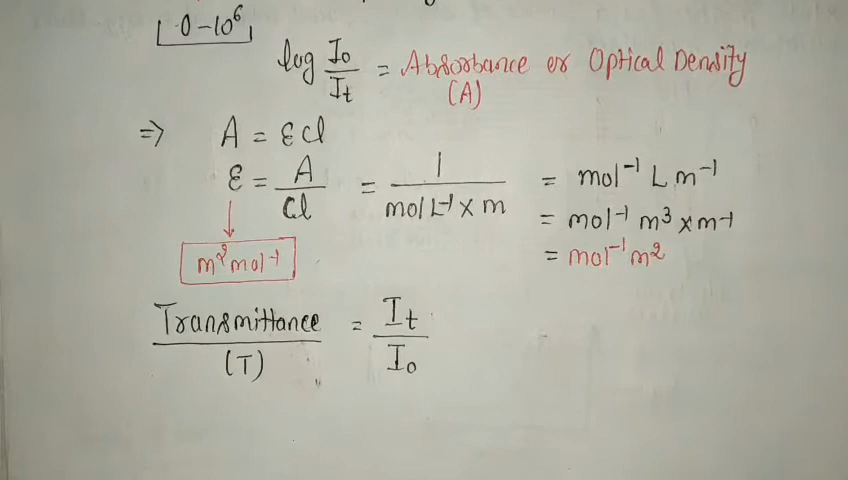 0-10⁶
log I₀/Iₜ = Absorbance or Optical Density
(A)
=> A = εCl
ε = A/Cl = 1/(mol L⁻¹ x m) = mol⁻¹ L m⁻¹
= mol⁻¹ m³ x m⁻¹
m² mol⁻¹ = mol⁻¹ m²
Transmittance/(T) = Iₜ/I₀